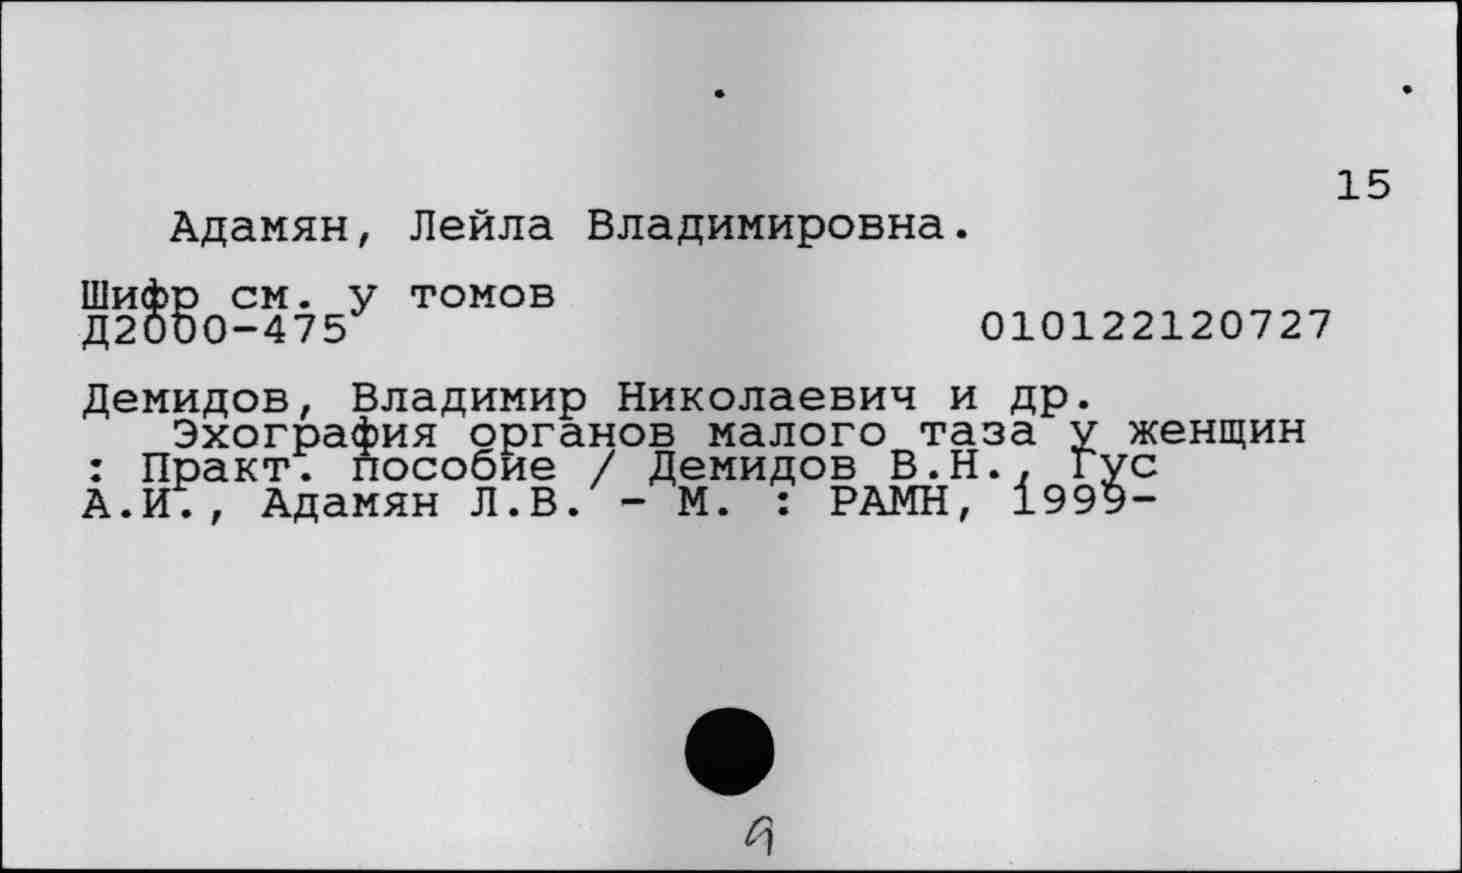 15
Адамян, Лейла Владимировна.
Шифр см. у томов
Д2000-475 010122120727
Демидов, Владимир Николаевич и др.
Эхография органов малого таза у женщин
: Практ. пособие / Демидов В.Н., Гус
А.И., Адамян Л.В. - М. : РАМН, 1999-